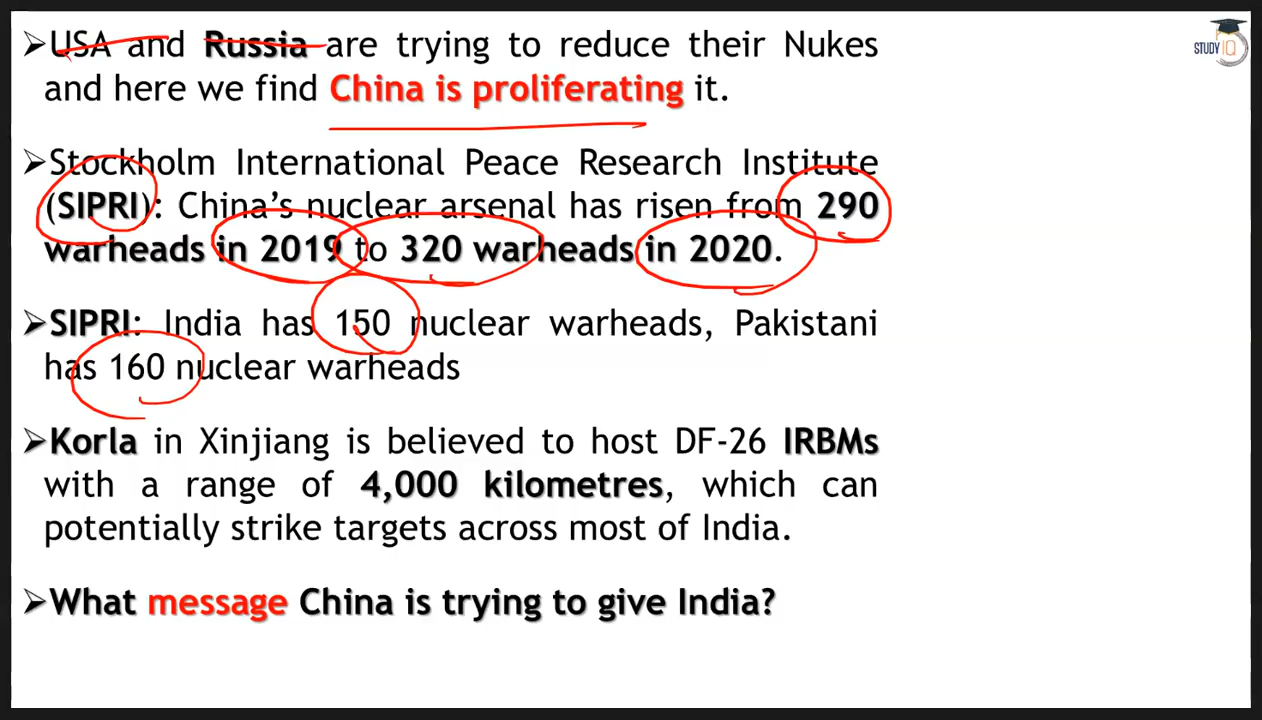 ➢USA and Russia are trying to reduce their Nukes
and here we find China is proliferating it.
➢Stockholm International Peace Research Institute
(SIPRI): China's nuclear arsenal has risen from 290
warheads in 2019 to 320 warheads in 2020.
➢SIPRI: India has 150 nuclear warheads, Pakistani
has 160 nuclear warheads
➢Korla in Xinjiang is believed to host DF-26 IRBMs
with a range of 4,000 kilometres, which can
potentially strike targets across most of India.
➢What message China is trying to give India?
STUDY IQ